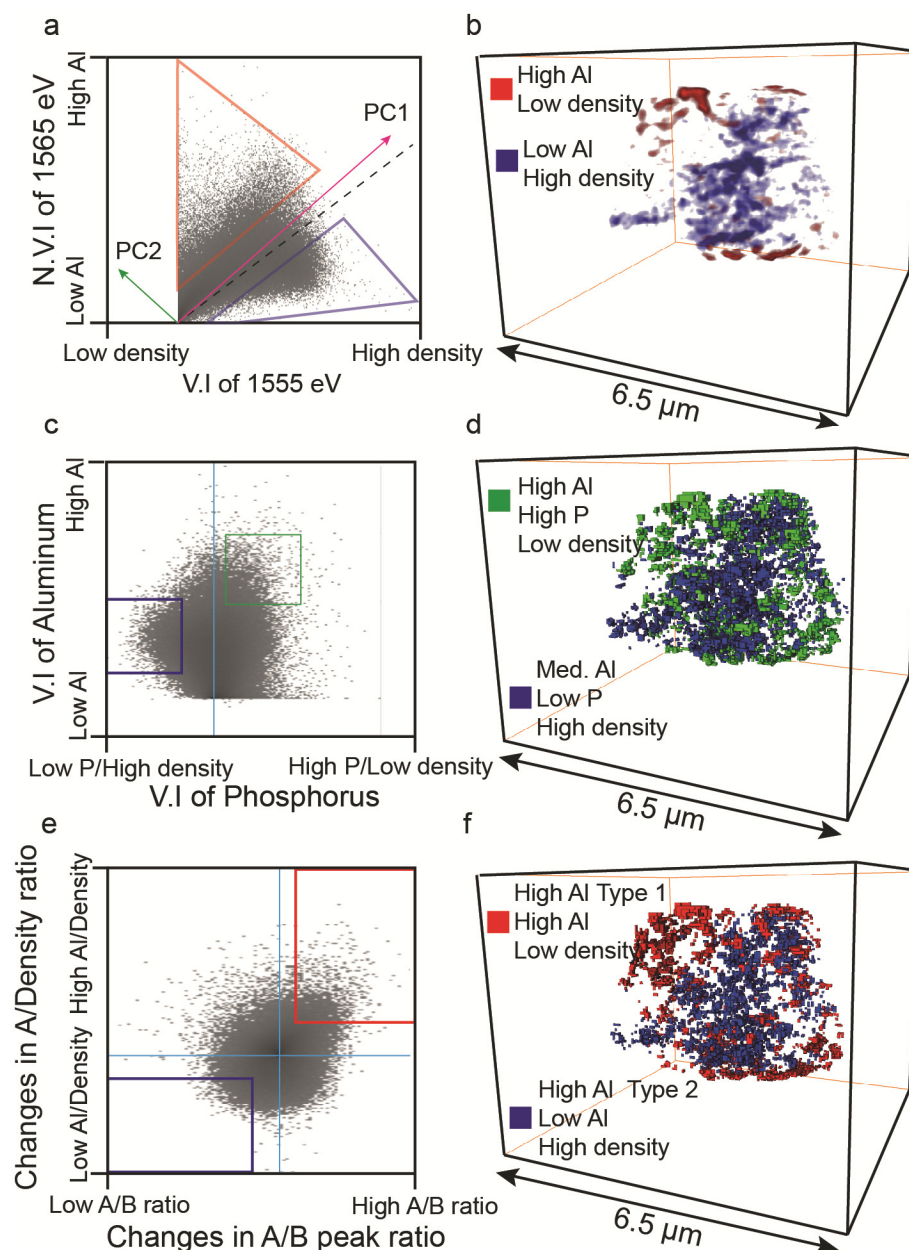 a
N.V.I of 1565 eV
High Al
Low Al
PC1
PC2
Low density
High density
V.I of 1555 eV
b
High Al
Low density
Low Al
High density
6.5 µm
c
V.I of Aluminum
High Al
Low Al
Low P/High density
High P/Low density
V.I of Phosphorus
d
High Al
High P
Low density
Med. Al
Low P
High density
6.5 µm
e
Changes in A/Density ratio
High Al/Density
Low Al/Density
Low A/B ratio
High A/B ratio
Changes in A/B peak ratio
f
High Al Type 1
High Al
Low density
High Al Type 2
Low Al
High density
6.5 µm